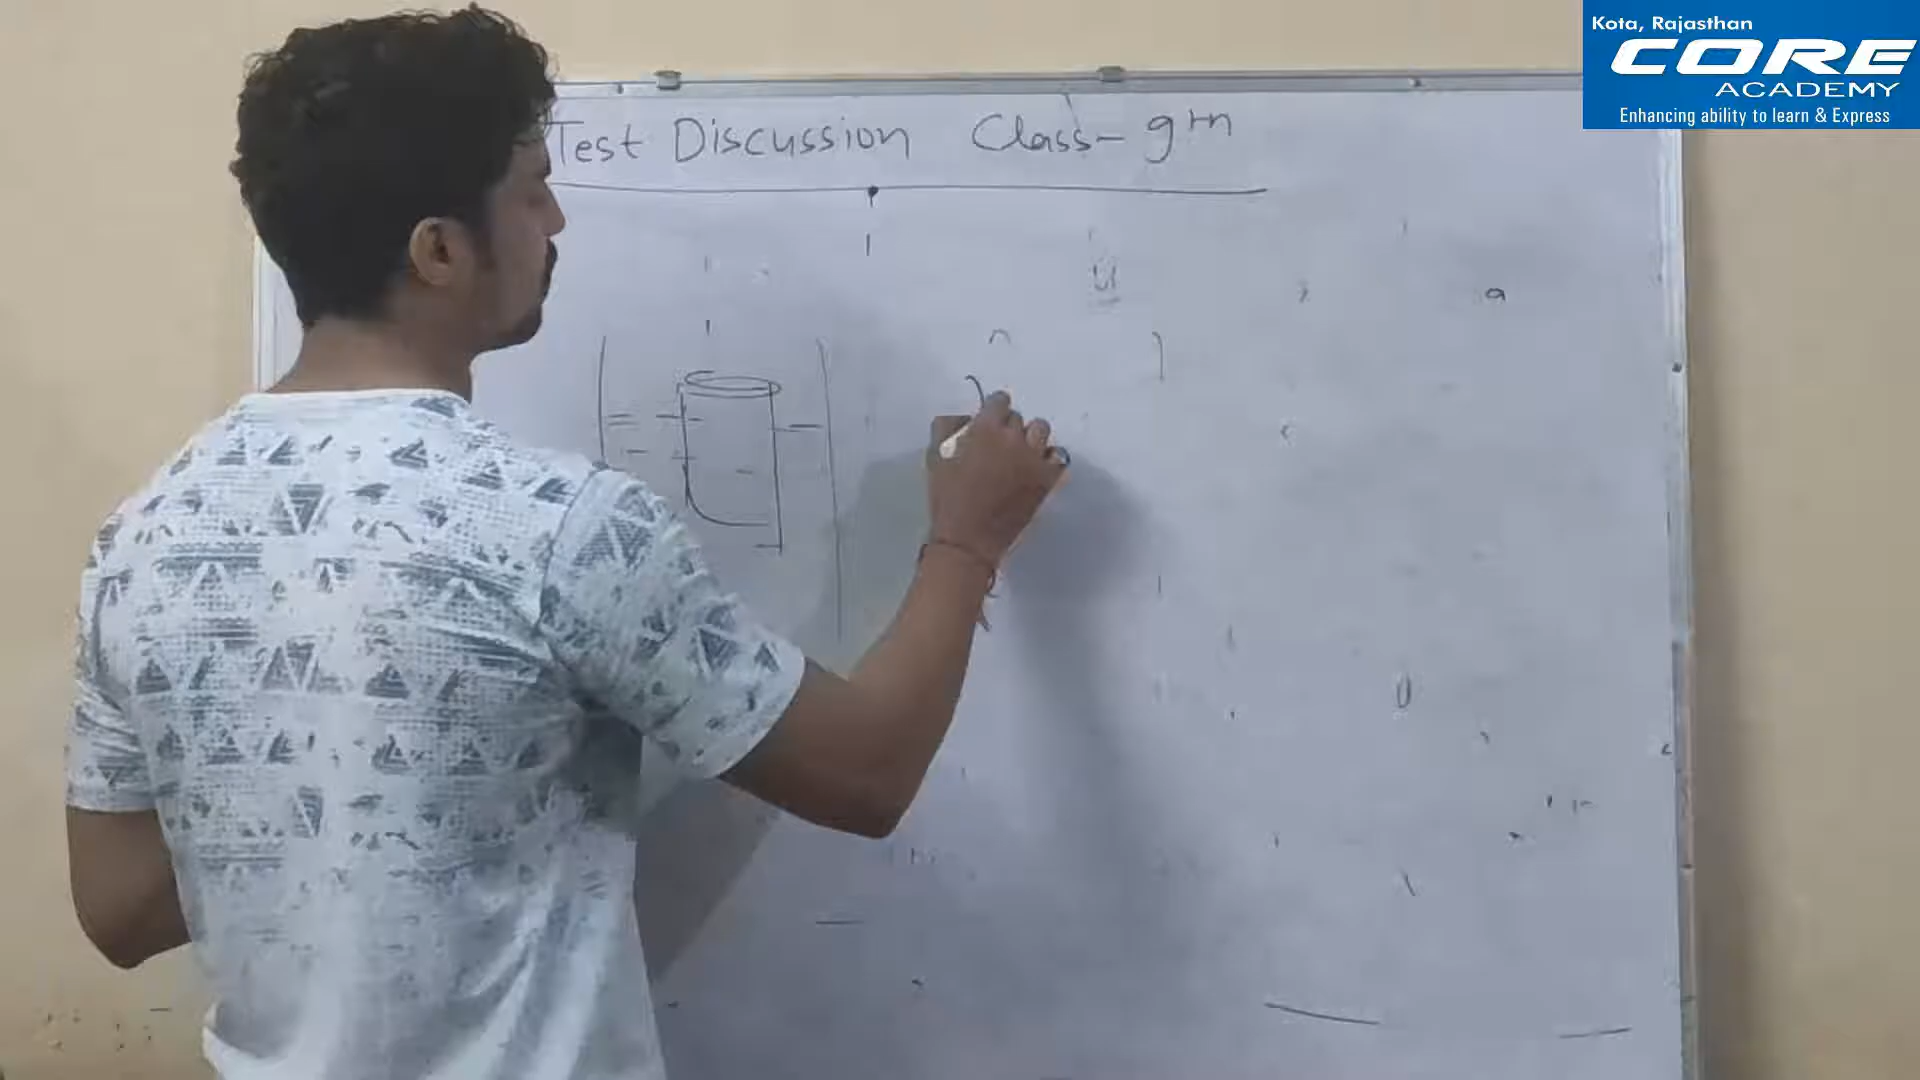 Kota, Rajasthan
CORE
ACADEMY
Enhancing ability to learn & Express
Test Discussion Class- 9th